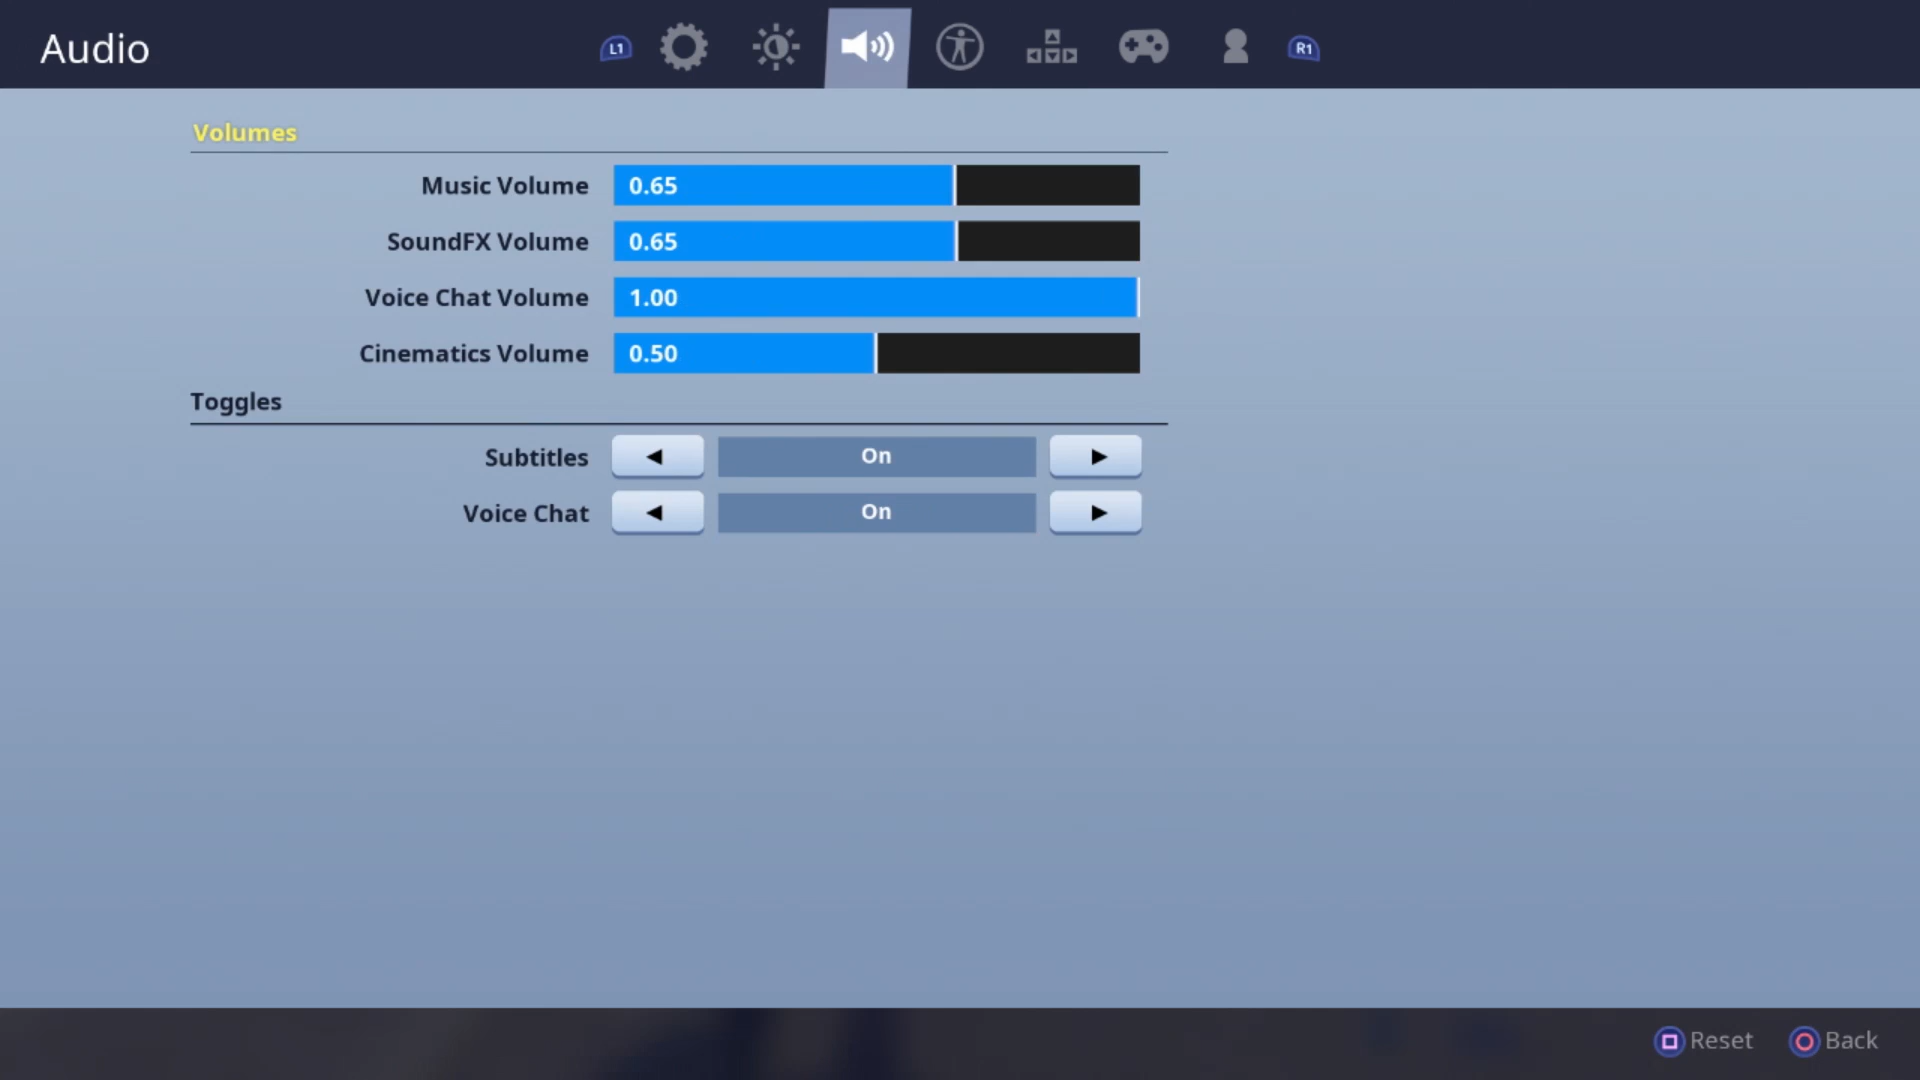 Audio
L1
R1
Volumes
Music Volume 0.65
SoundFX Volume 0.65
Voice Chat Volume 1.00
Cinematics Volume 0.50
Toggles
Subtitles On
Voice Chat On
Reset Back